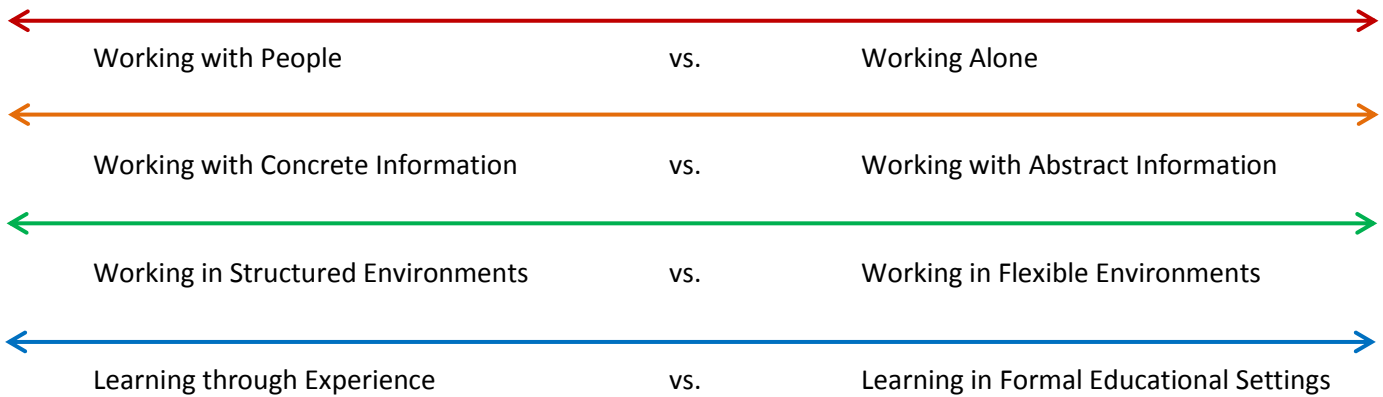 Working with People vs. Working Alone
Working with Concrete Information vs. Working with Abstract Information
Working in Structured Environments vs. Working in Flexible Environments
Learning through Experience vs. Learning in Formal Educational Settings